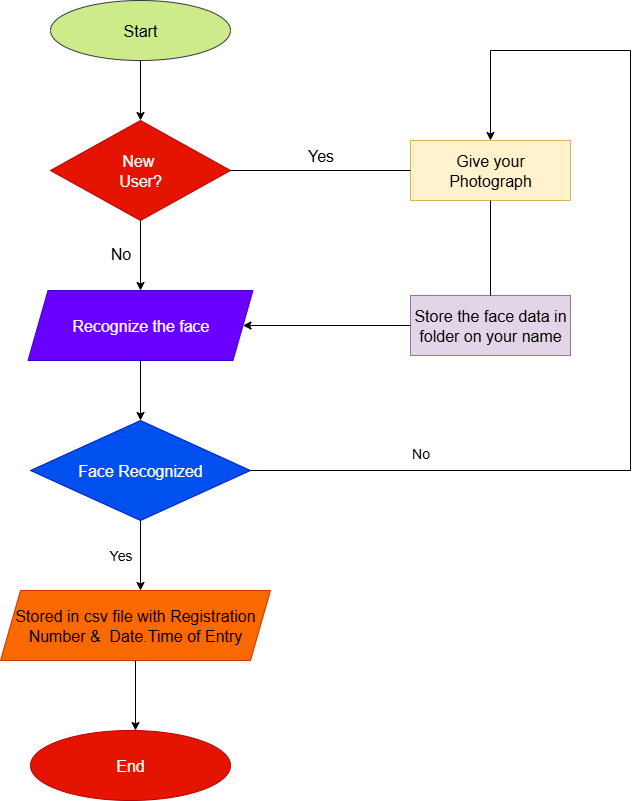 Start
New
User?
Yes
Give your
Photograph
No
Recognize the face
Store the face data in
folder on your name
Face Recognized
No
Yes
Stored in csv file with Registration
Number & Date.Time of Entry
End